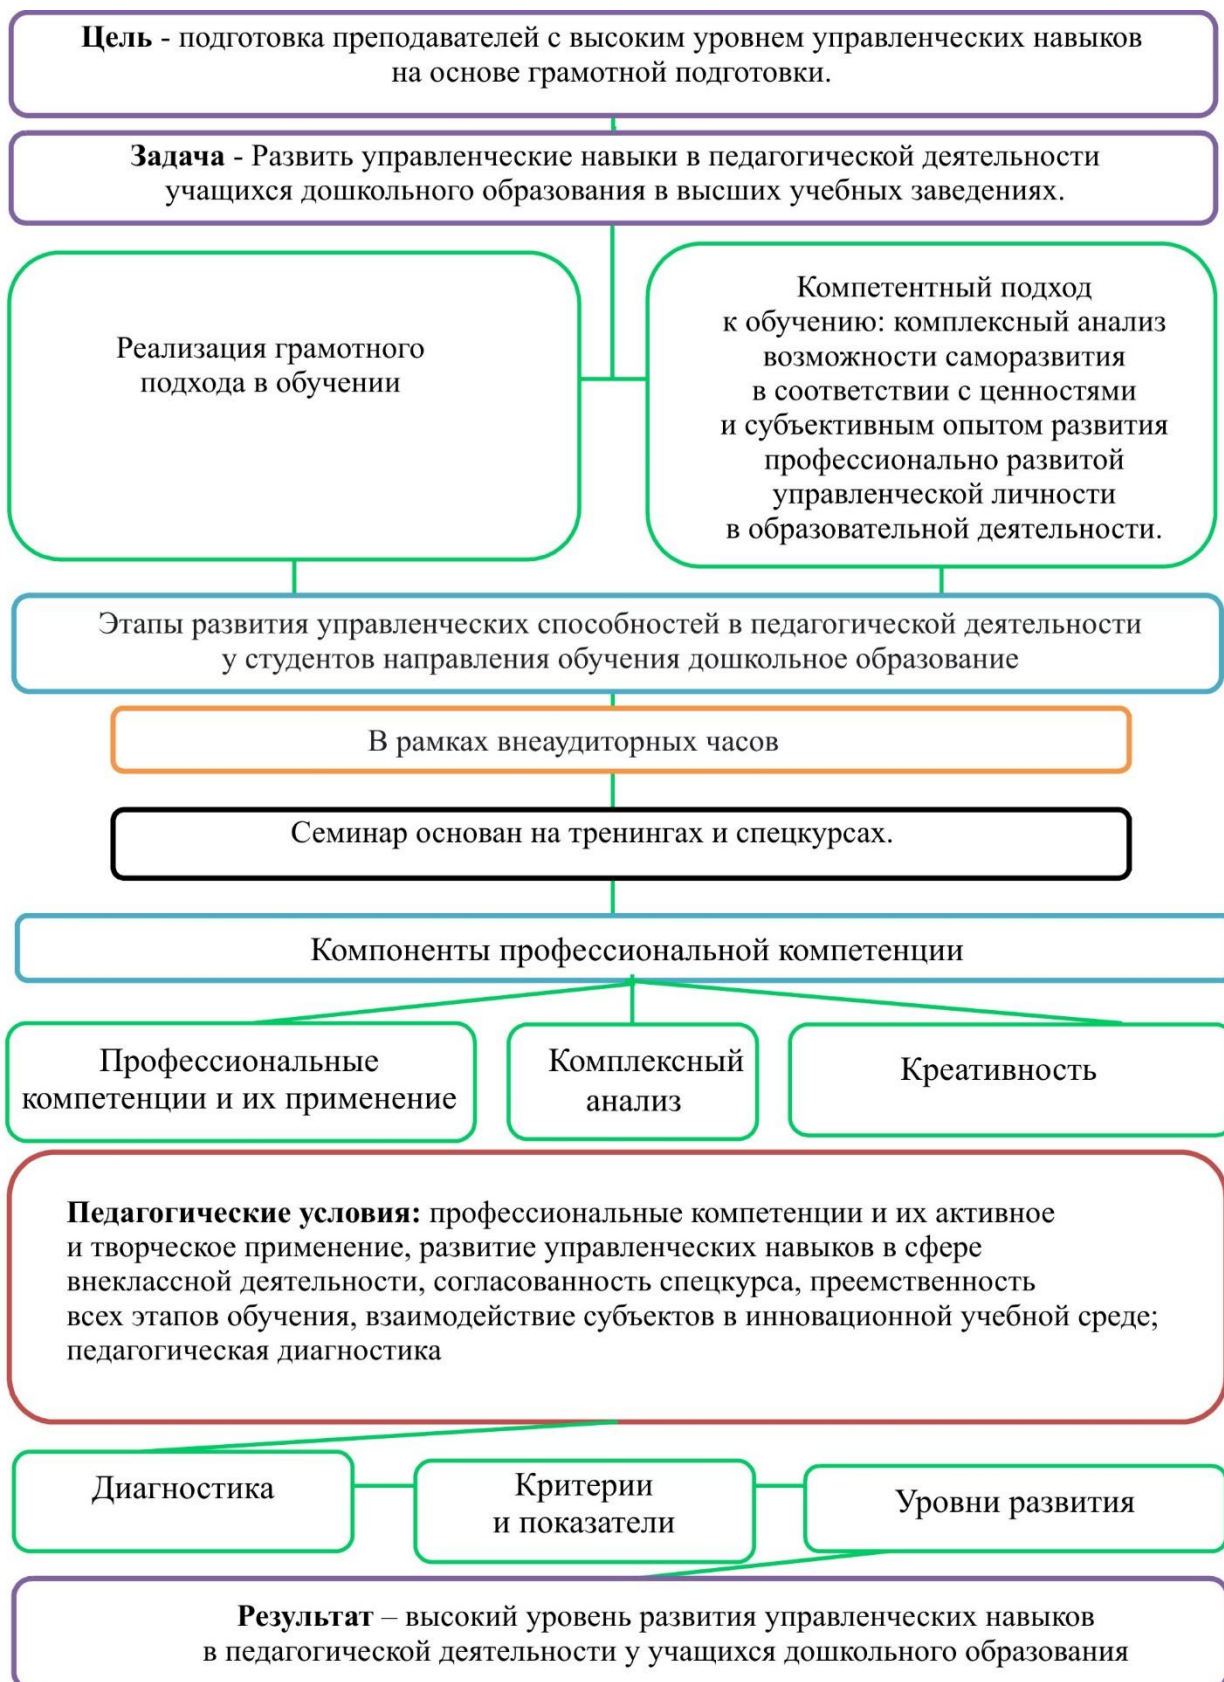 Цель - подготовка преподавателей с высоким уровнем управленческих навыков
на основе грамотной подготовки.
Задача - Развить управленческие навыки в педагогической деятельности
учащихся дошкольного образования в высших учебных заведениях.
Реализация грамотного
подхода в обучении
Компетентный подход
к обучению: комплексный анализ
возможности саморазвития
в соответствии с ценностями
и субъективным опытом развития
профессионально развитой
управленческой личности
в образовательной деятельности.
Этапы развития управленческих способностей в педагогической деятельности
у студентов направления обучения дошкольное образование
В рамках внеаудиторных часов
Семинар основан на тренингах и спецкурсах.
Компоненты профессиональной компетенции
Профессиональные
компетенции и их применение
Комплексный
анализ
Креативность
Педагогические условия: профессиональные компетенции и их активное
и творческое применение, развитие управленческих навыков в сфере
внеклассной деятельности, согласованность спецкурса, преемственность
всех этапов обучения, взаимодействие субъектов в инновационной учебной среде;
педагогическая диагностика
Диагностика
Критерии
и показатели
Уровни развития
Результат – высокий уровень развития управленческих навыков
в педагогической деятельности у учащихся дошкольного образования